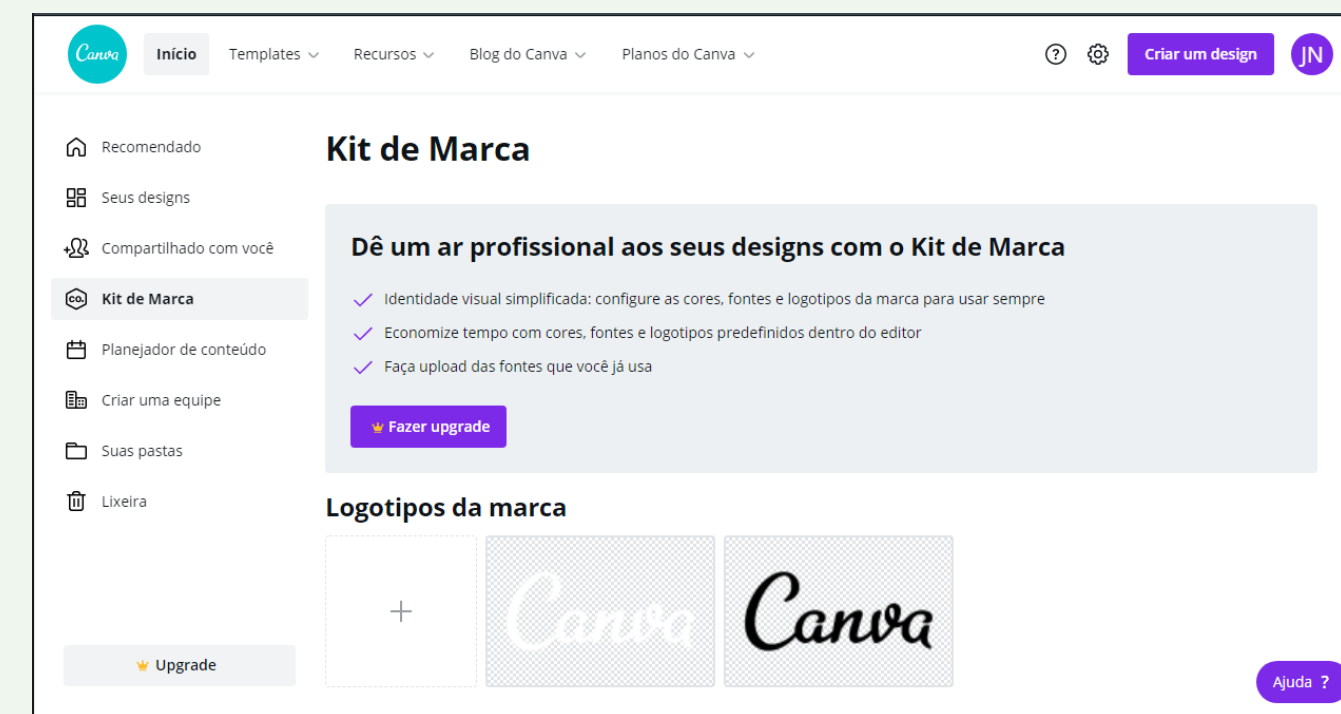 Canva
Início
Templates
Recursos
Blog do Canva
Planos do Canva
?
Criar um design
JN
Recomendado
Seus designs
Compartilhado com você
co.
Kit de Marca
Planejador de conteúdo
Criar uma equipe
Suas pastas
Lixeira
Upgrade
Kit de Marca
Dê um ar profissional aos seus designs com o Kit de Marca
Identidade visual simplificada: configure as cores, fontes e logotipos da marca para usar sempre
Economize tempo com cores, fontes e logotipos predefinidos dentro do editor
Faça upload das fontes que você já usa
Fazer upgrade
Logotipos da marca
+
Canva
Canva
Ajuda ?